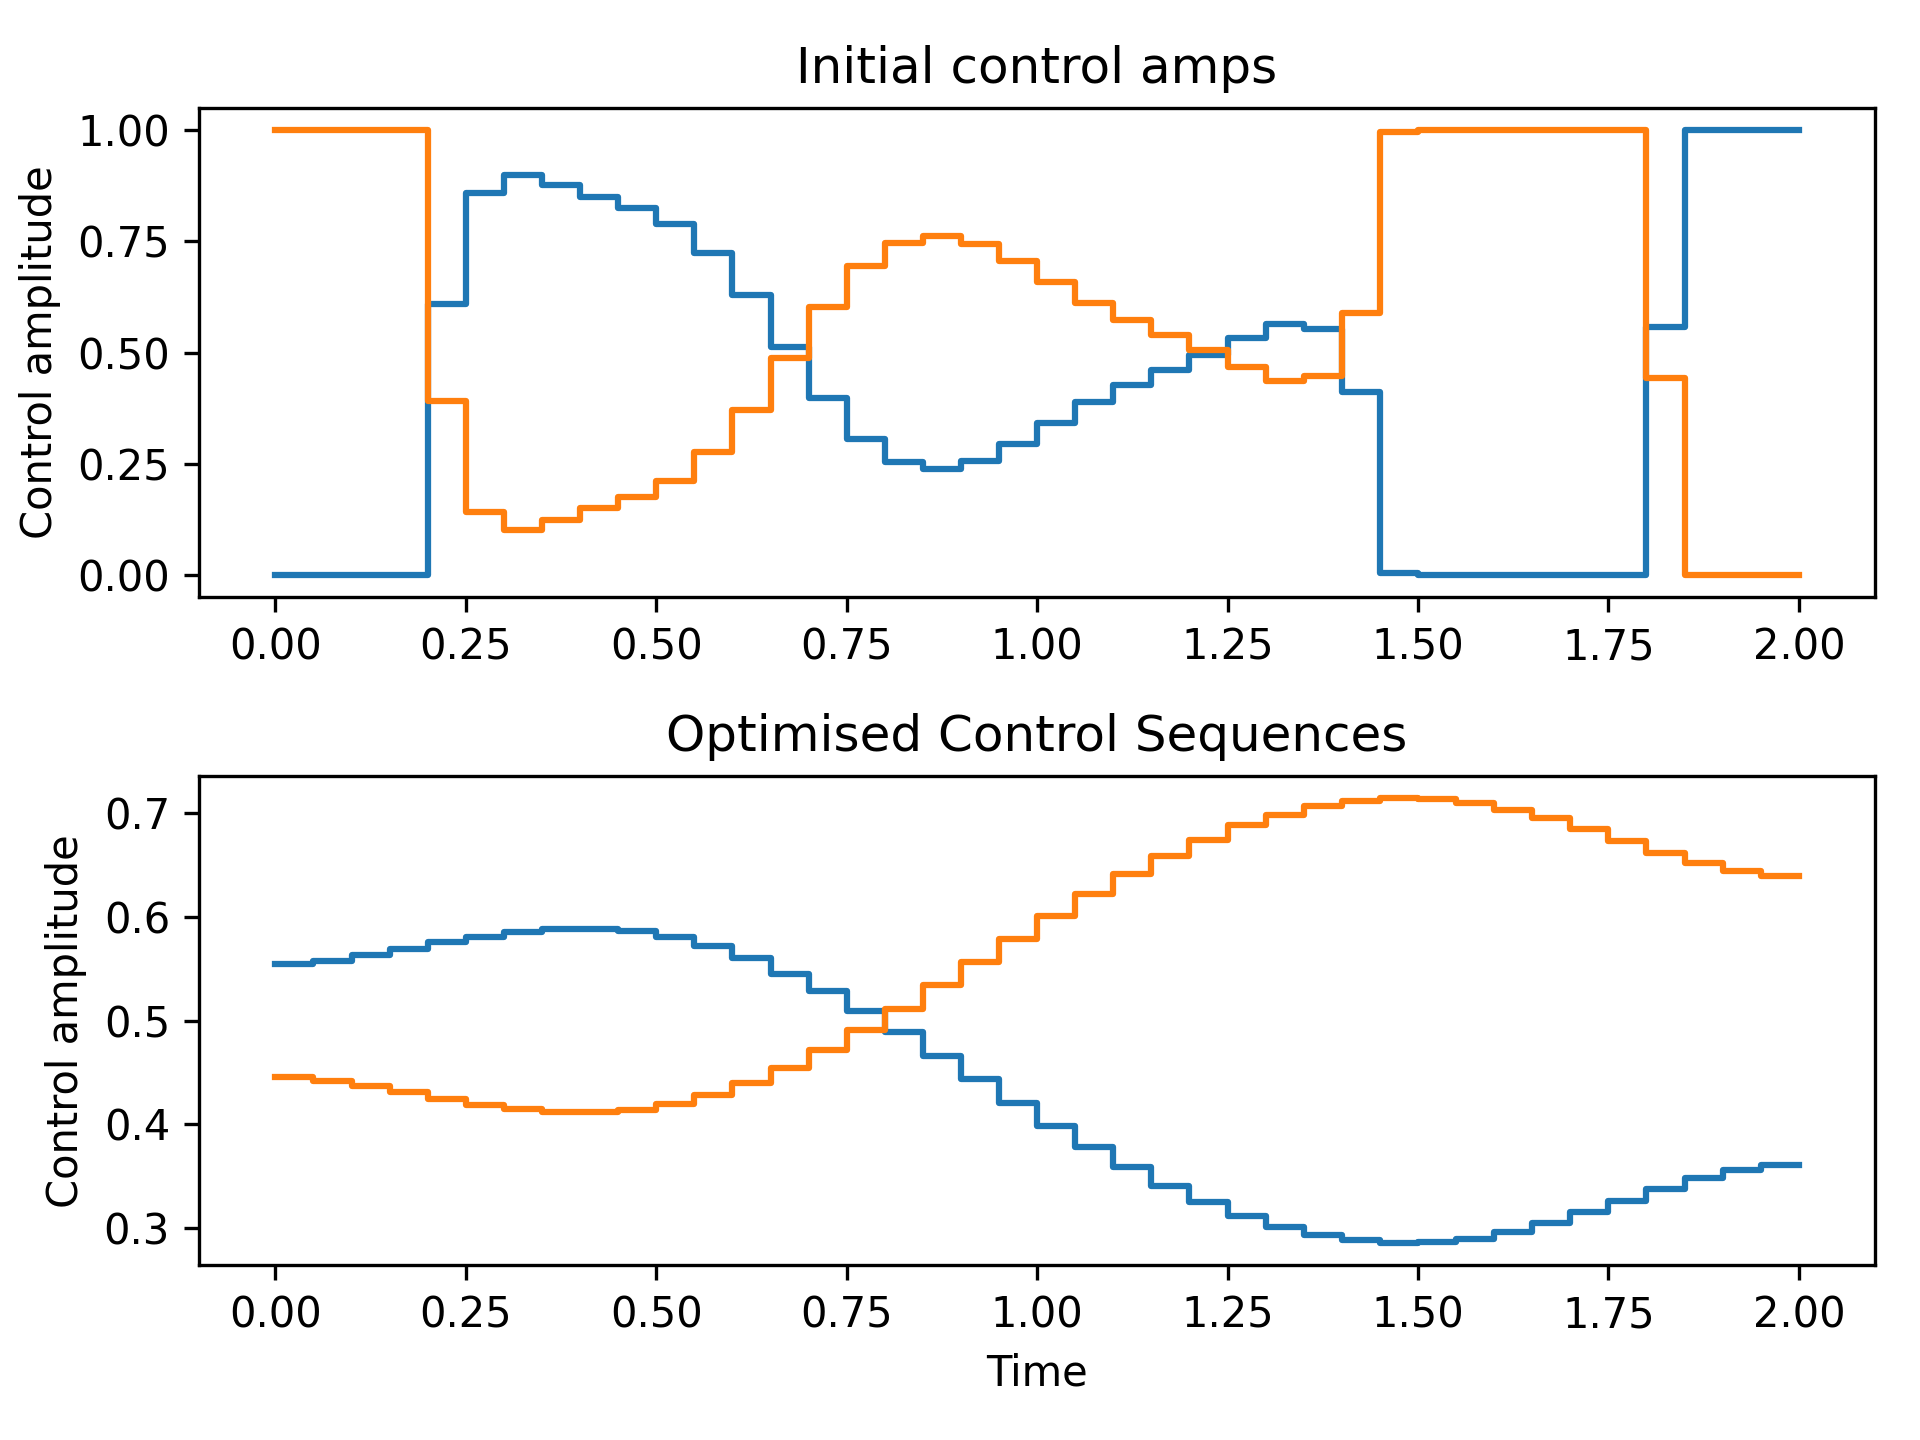 Initial control amps
Control amplitude
1.00
0.75
0.50
0.25
0.00
0.00 0.25 0.50 0.75 1.00 1.25 1.50 1.75 2.00
Optimised Control Sequences
Control amplitude
0.7
0.6
0.5
0.4
0.3
0.00 0.25 0.50 0.75 1.00 1.25 1.50 1.75 2.00
Time